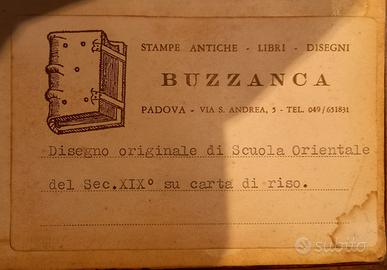 STAMPE ANTICHE - LIBRI - DISEGNI
BUZZANCA
PADOVA - VIA S. ANDREA, 5 - TEL. 049/651831
Disegno originale di Scuola Orientale
del Sec.XIX° su carta di riso.
subito